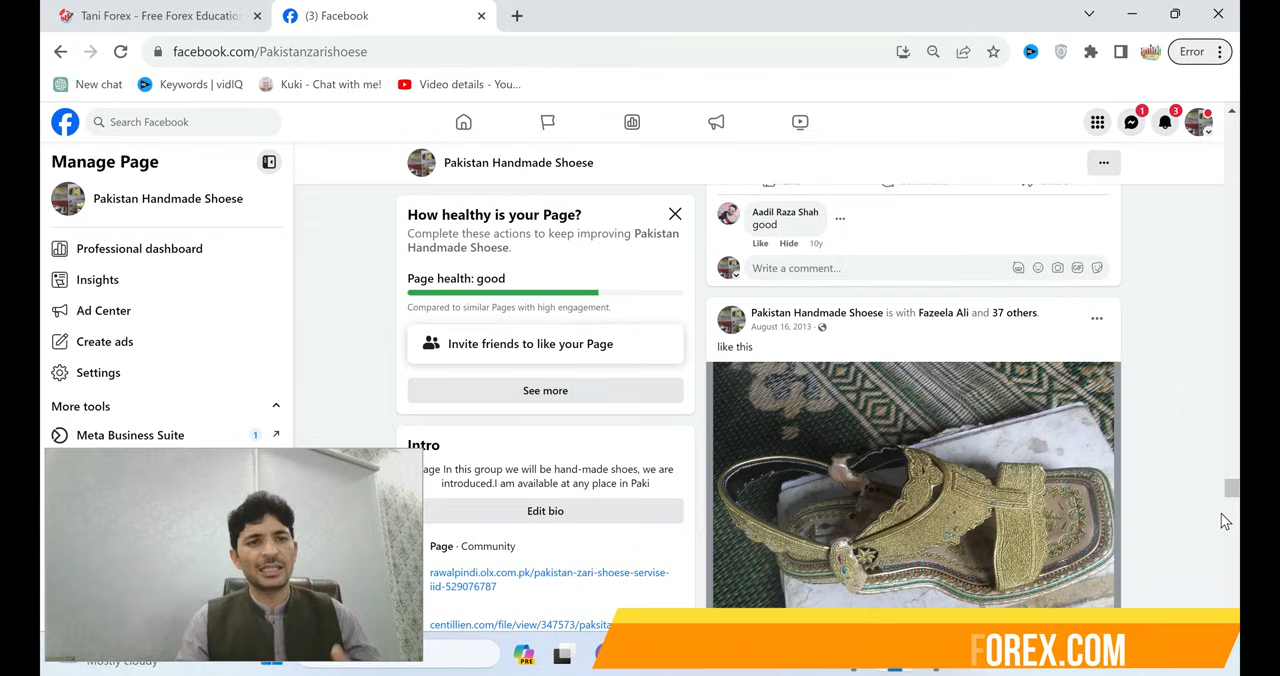 Tani Forex - Free Forex Educatio
(3) Facebook
facebook.com/Pakistanzarishoese
Error
New chat
Keywords | vidIQ
Kuki - Chat with me!
Video details - You...
Search Facebook
1
3
Manage Page
Pakistan Handmade Shoese
Pakistan Handmade Shoese
Professional dashboard
Insights
Ad Center
Create ads
Settings
More tools
Meta Business Suite
1
How healthy is your Page?
Complete these actions to keep improving Pakistan
Handmade Shoese.
Page health: good
Compared to similar Pages with high engagement.
Invite friends to like your Page
See more
Intro
age In this group we will be hand-made shoes, we are
introduced.I am available at any place in Paki
Edit bio
Page · Community
rawalpindi.olx.com.pk/pakistan-zari-shoese-servise-
iid-529076787
centillien.com/file/view/347573/paksita
Aadil Raza Shah
good
Like Hide 10y
Write a comment...
GIF
Pakistan Handmade Shoese is with Fazeela Ali and 37 others.
August 16, 2013 ·
like this
Mostly cloudy
PRE
FOREX.COM